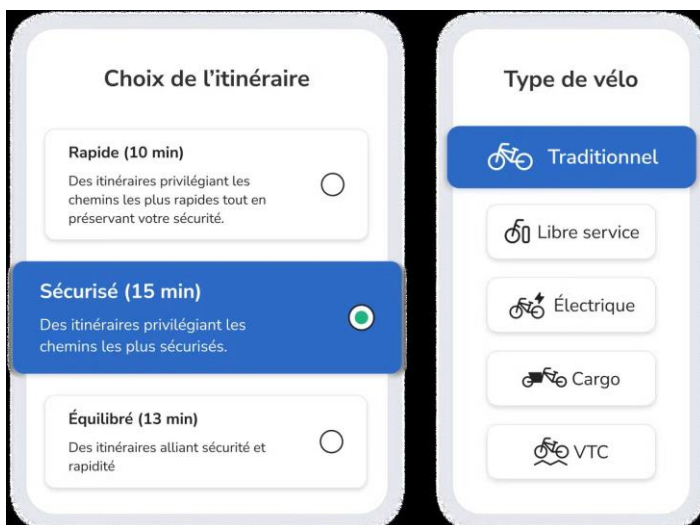 Choix de l'itinéraire
Rapide (10 min)
Des itinéraires privilégiant les
chemins les plus rapides tout en
préservant votre sécurité.
Sécurisé (15 min)
Des itinéraires privilégiant les
chemins les plus sécurisés.
Équilibré (13 min)
Des itinéraires alliant sécurité et
rapidité
Type de vélo
Traditionnel
Libre service
Électrique
Cargo
VTC